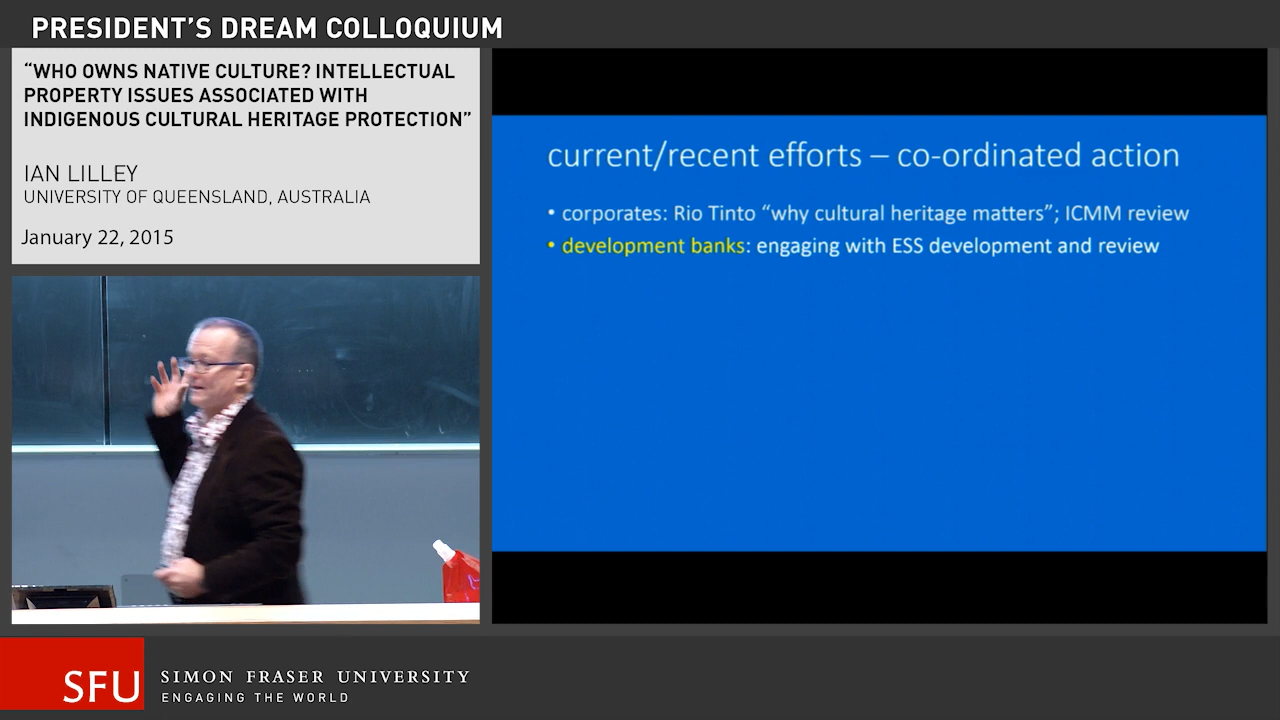 PRESIDENT’S DREAM COLLOQUIUM
“WHO OWNS NATIVE CULTURE? INTELLECTUAL
PROPERTY ISSUES ASSOCIATED WITH
INDIGENOUS CULTURAL HERITAGE PROTECTION”
IAN LILLEY
UNIVERSITY OF QUEENSLAND, AUSTRALIA
January 22, 2015
current/recent efforts – co-ordinated action
• corporates: Rio Tinto “why cultural heritage matters”; ICMM review
• development banks: engaging with ESS development and review
SFU
SIMON FRASER UNIVERSITY
ENGAGING THE WORLD